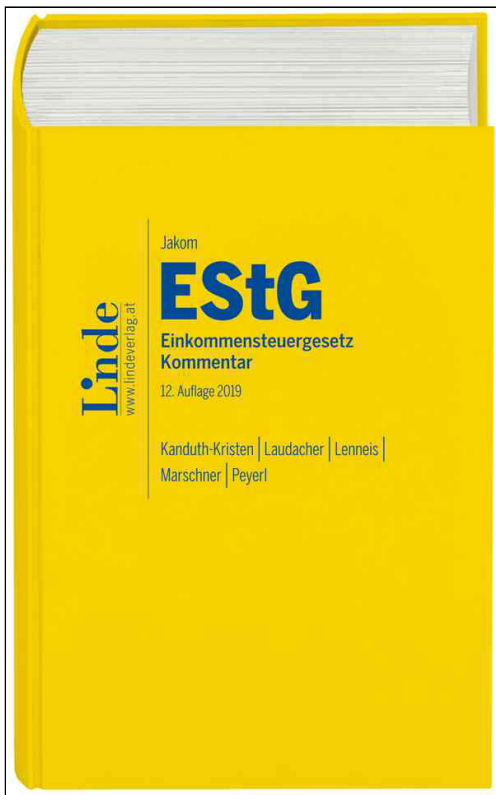 Jakom
EStG
Einkommensteuergesetz
Kommentar
12. Auflage 2019
Kanduth-Kristen | Laudacher | Lenneis |
Marschner | Peyerl
Linde
www.lindeverlag.at